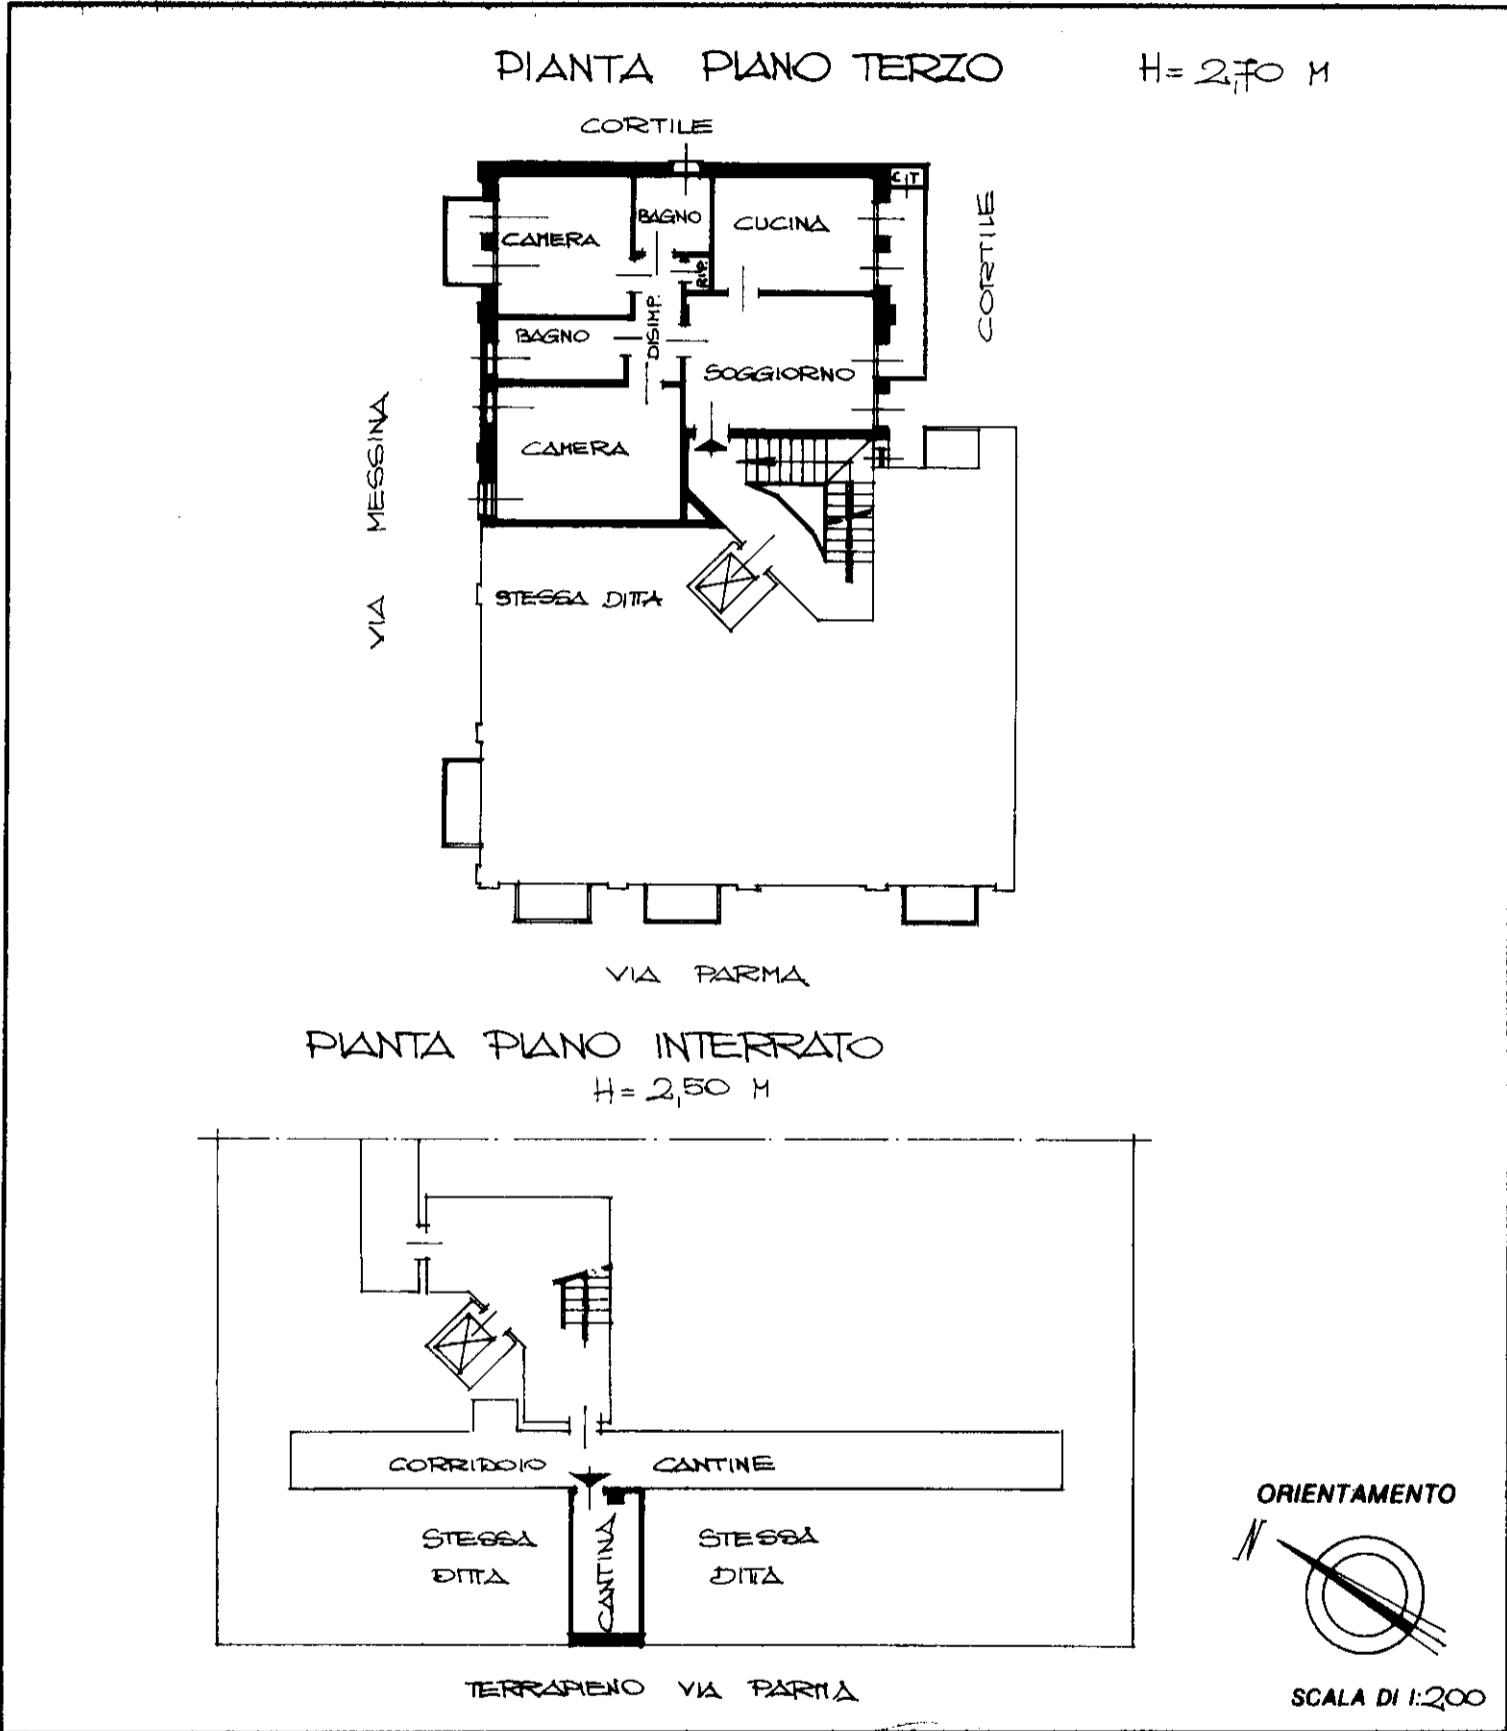 PIANTA PIANO TERZO H= 2,70 M
CORTILE
C.T
CORTILE
BAGNO
CUCINA
CAMERA
RIP.
DISIMP.
BAGNO
SOGGIORNO
CAMERA
VIA MESSINA
STESSA DITTA
VIA PARMA
PIANTA PIANO INTERRATO
H= 2,50 M
CORRIDOIO CANTINE
STESSA DITTA
CANTINA
STESSA DITTA
TERRAPIENO VIA PARMA
ORIENTAMENTO
N
SCALA DI 1:200